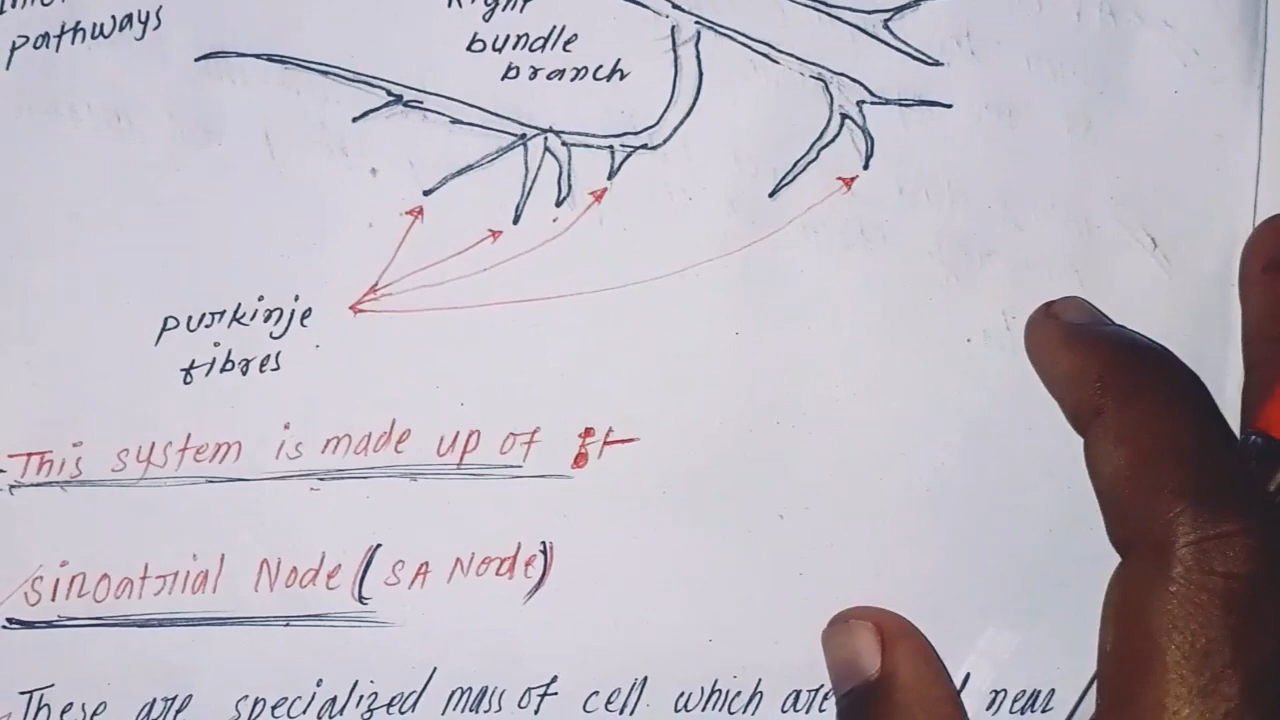 pathways
Right
bundle
branch
purkinje
fibres
This system is made up of
Sinoatrial Node (SA Node)
These are specialized mass of cell which are near